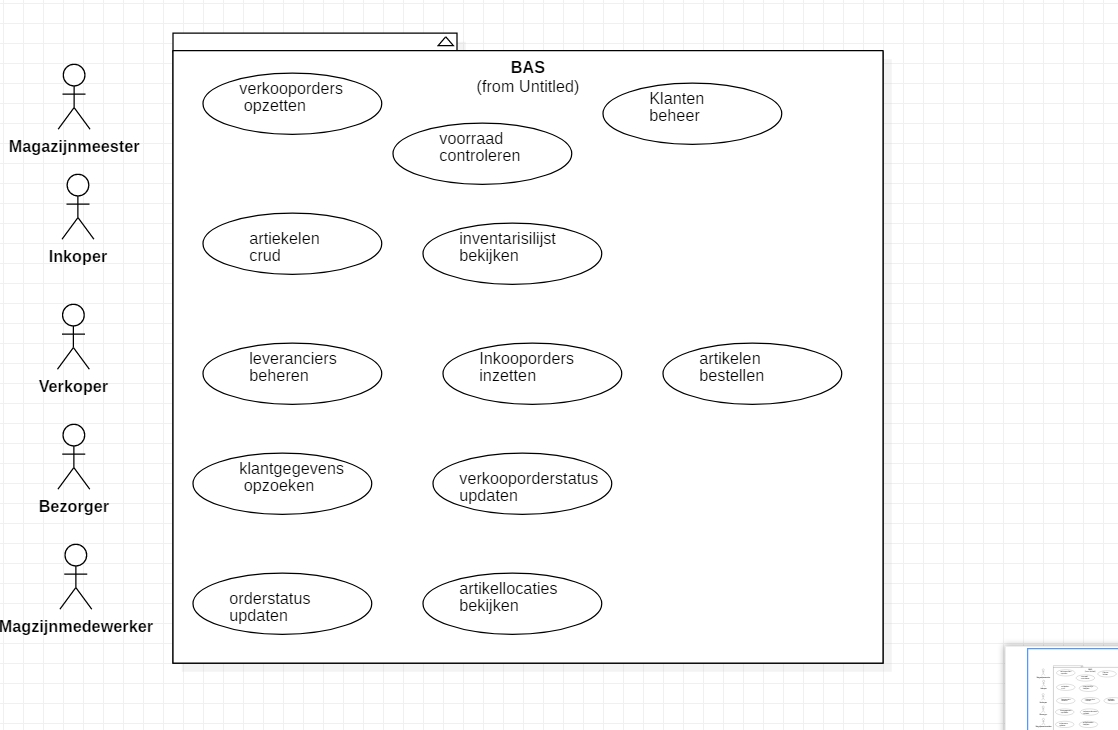 BAS
(from Untitled)
Magazijnmeester
verkooporders
opzetten
voorraad
controleren
Klanten
beheer
Inkoper
artiekelen
crud
inventarisilijst
bekijken
Verkoper
leveranciers
beheren
Inkooporders
inzetten
artikelen
bestellen
Bezorger
klantgegevens
opzoeken
verkooporderstatus
updaten
Magzijnmedewerker
orderstatus
updaten
artikellocaties
bekijken